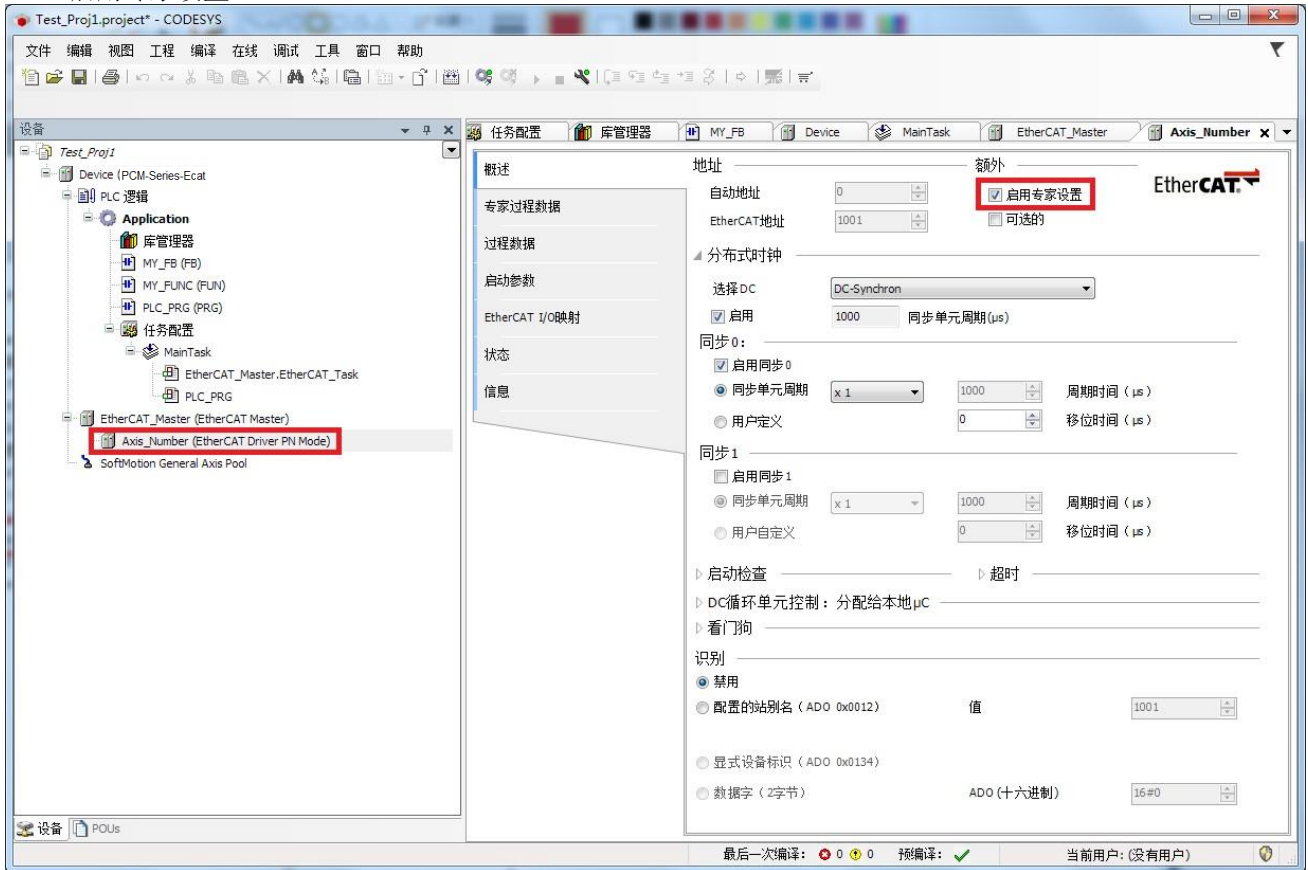 Test_Proj1.project* - CODESYS
文件 编辑 视图 工程 编译 在线 调试 工具 窗口 帮助
设备
Test_Proj1
Device (PCM-Series-Ecat
PLC 逻辑
Application
库管理器
MY_FB (FB)
MY_FUNC (FUN)
PLC_PRG (PRG)
任务配置
MainTask
EtherCAT_Master.EtherCAT_Task
PLC_PRG
EtherCAT_Master (EtherCAT Master)
Axis_Number (EtherCAT Driver PN Mode)
SoftMotion General Axis Pool
设备 POUs
任务配置 库管理器 MY_FB Device MainTask EtherCAT_Master Axis_Number
概述
专家过程数据
过程数据
启动参数
EtherCAT I/O映射
状态
信息
地址 额外
自动地址 0 启用专家设置 EtherCAT
EtherCAT地址 1001 可选的
分布式时钟
选择DC DC-Synchron
启用 1000 同步单元周期(µs)
同步0:
启用同步0
同步单元周期 x 1 1000 周期时间(µs)
用户定义 0 移位时间(µs)
同步1
启用同步1
同步单元周期 x 1 1000 周期时间(µs)
用户自定义 0 移位时间(µs)
启动检查 超时
DC循环单元控制:分配给本地µC
看门狗
识别
禁用
配置的站别名(ADO 0x0012) 值 1001
显式设备标识(ADO 0x0134)
数据字(2字节) ADO (十六进制) 16#0
最后一次编译: 0 0 预编译: 当前用户: (没有用户)